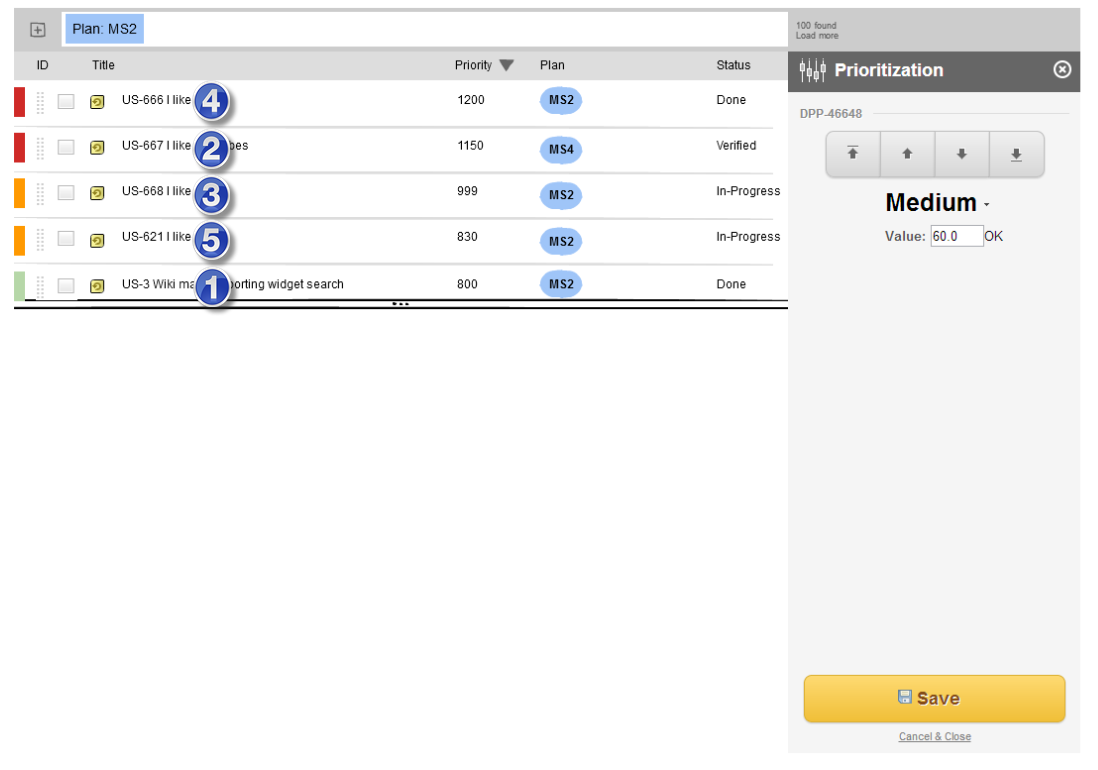 Plan: MS2
100 found
Load more
ID Title Priority Plan Status
Prioritization
DPP-46648
US-666 I like 4 1200 MS2 Done
US-667 I like 2 pes 1150 MS4 Verified
US-668 I like 3 999 MS2 In-Progress
US-621 I like 5 830 MS2 In-Progress
US-3 Wiki ma 1 orting widget search 800 MS2 Done
Medium
Value: 60.0 OK
Save
Cancel & Close